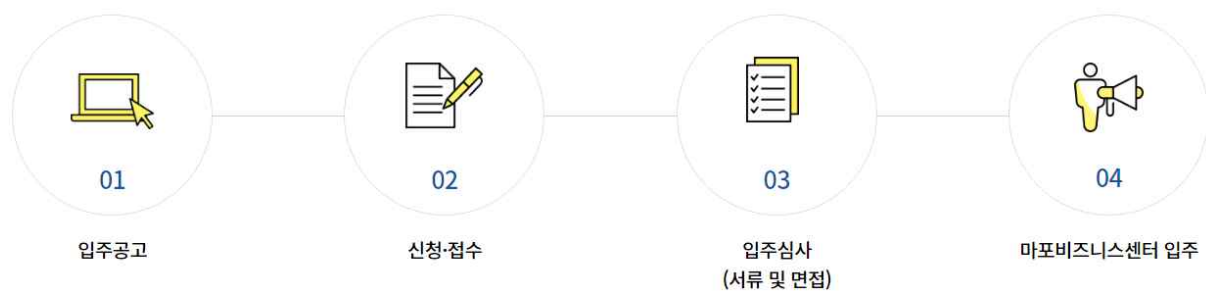 01
입주공고
02
신청·접수
03
입주심사
(서류 및 면접)
04
마포비즈니스센터 입주